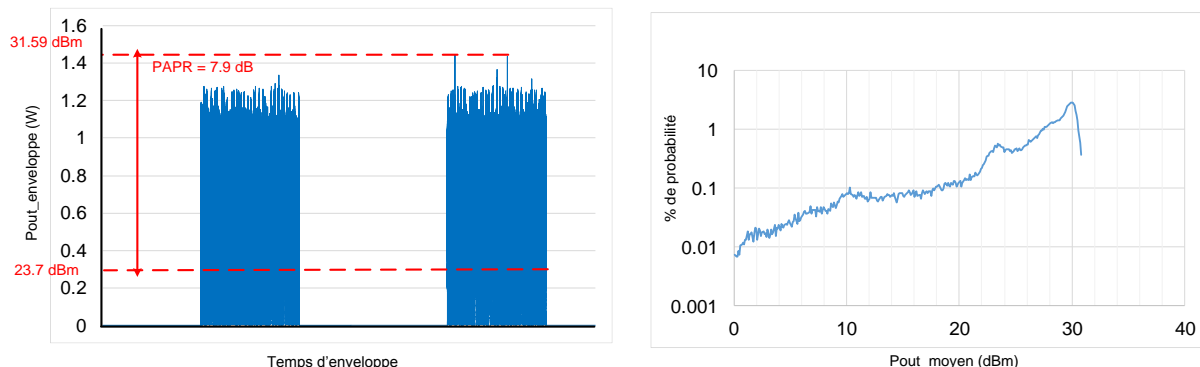 31.59 dBm
1.6
1.4
1.2
1
0.8
0.6
0.4
0.2
0
PAPR = 7.9 dB
23.7 dBm
Pout_enveloppe (W)
Temps d'enveloppe
10
1
0.1
0.01
0.001
0
10
20
30
40
% de probabilité
Pout_moyen (dBm)